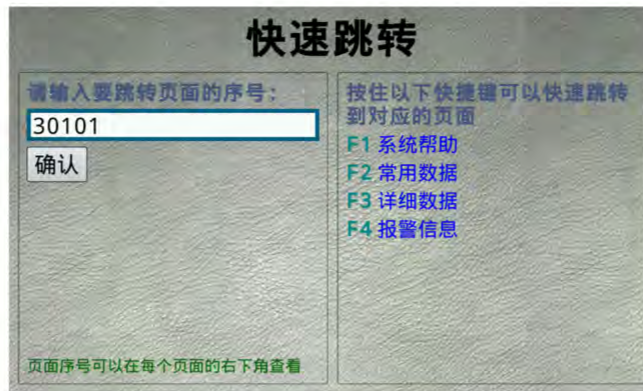 快速跳转
请输入要跳转页面的序号：
30101
确认
页面序号可以在每个页面的右下角查看
按住以下快捷键可以快速跳转
到对应的页面
F1 系统帮助
F2 常用数据
F3 详细数据
F4 报警信息